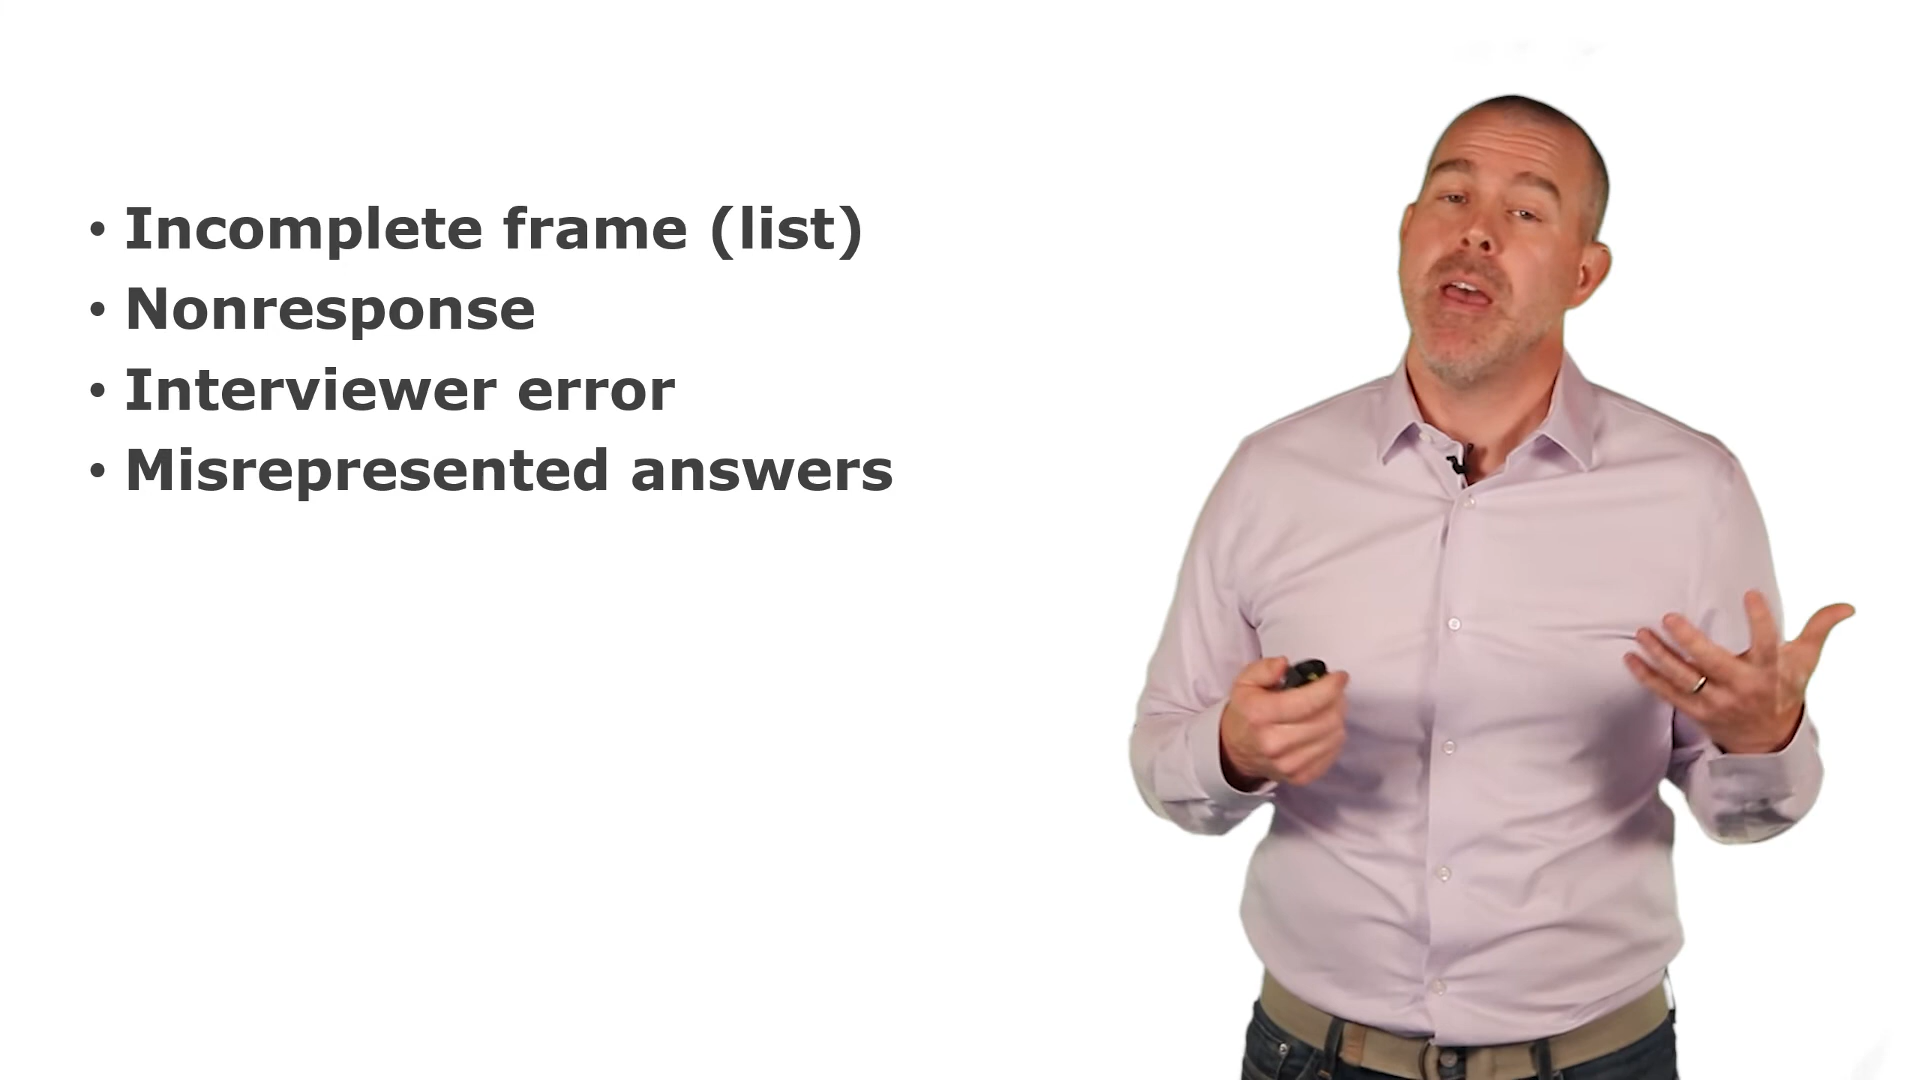 • Incomplete frame (list)
• Nonresponse
• Interviewer error
• Misrepresented answers